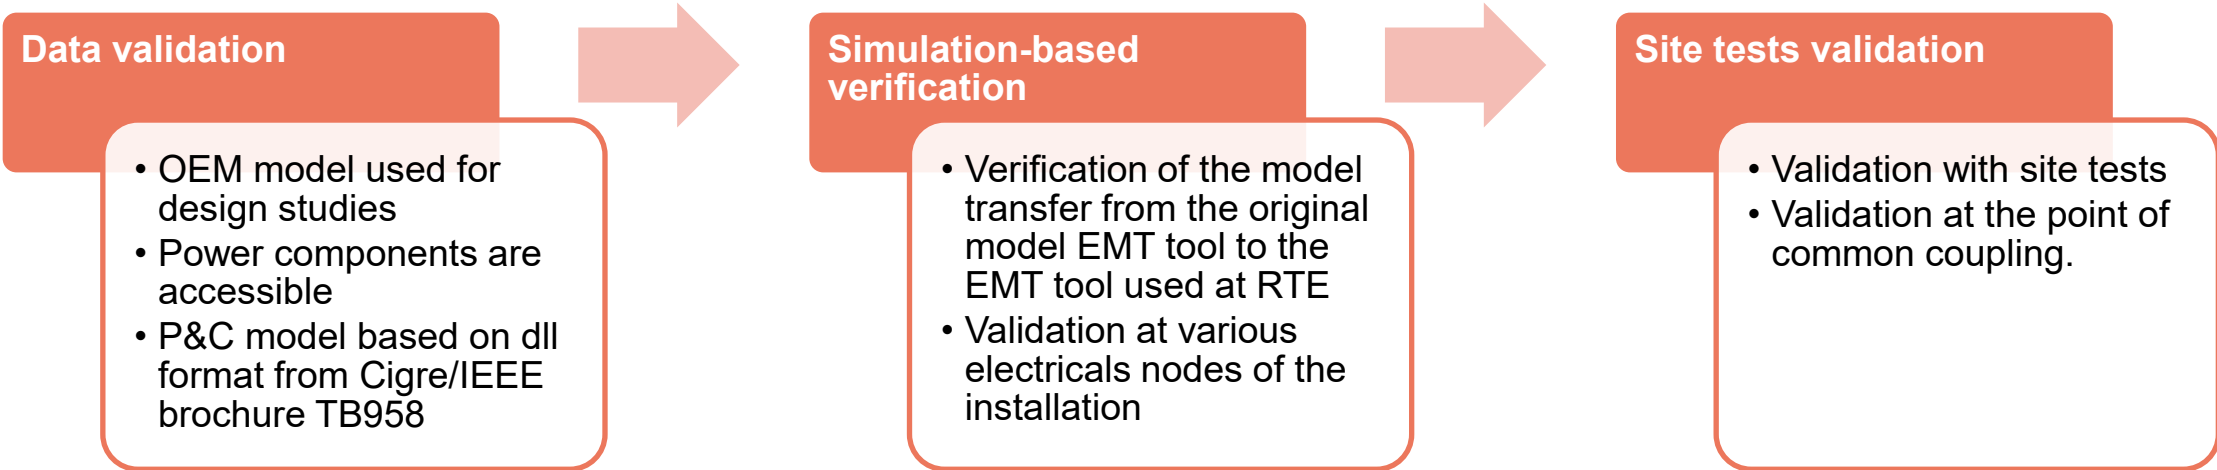 Data validation
• OEM model used for
design studies
• Power components are
accessible
• P&C model based on dll
format from Cigre/IEEE
brochure TB958
Simulation-based
verification
• Verification of the model
transfer from the original
model EMT tool to the
EMT tool used at RTE
• Validation at various
electricals nodes of the
installation
Site tests validation
• Validation with site tests
• Validation at the point of
common coupling.